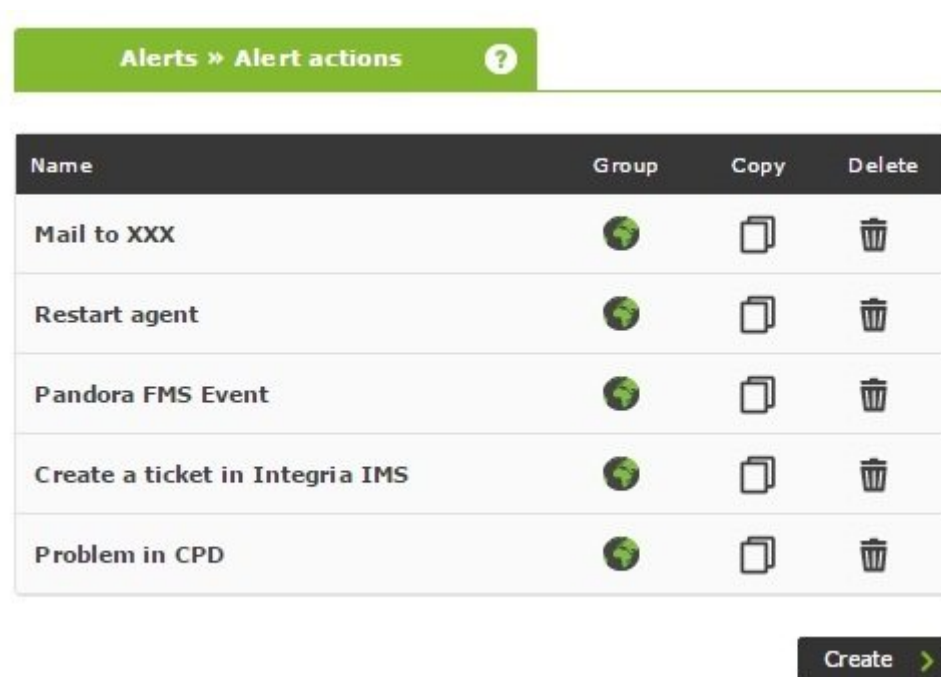 Alerts » Alert actions ?
Name Group Copy Delete
Mail to XXX
Restart agent
Pandora FMS Event
Create a ticket in Integria IMS
Problem in CPD
Create >